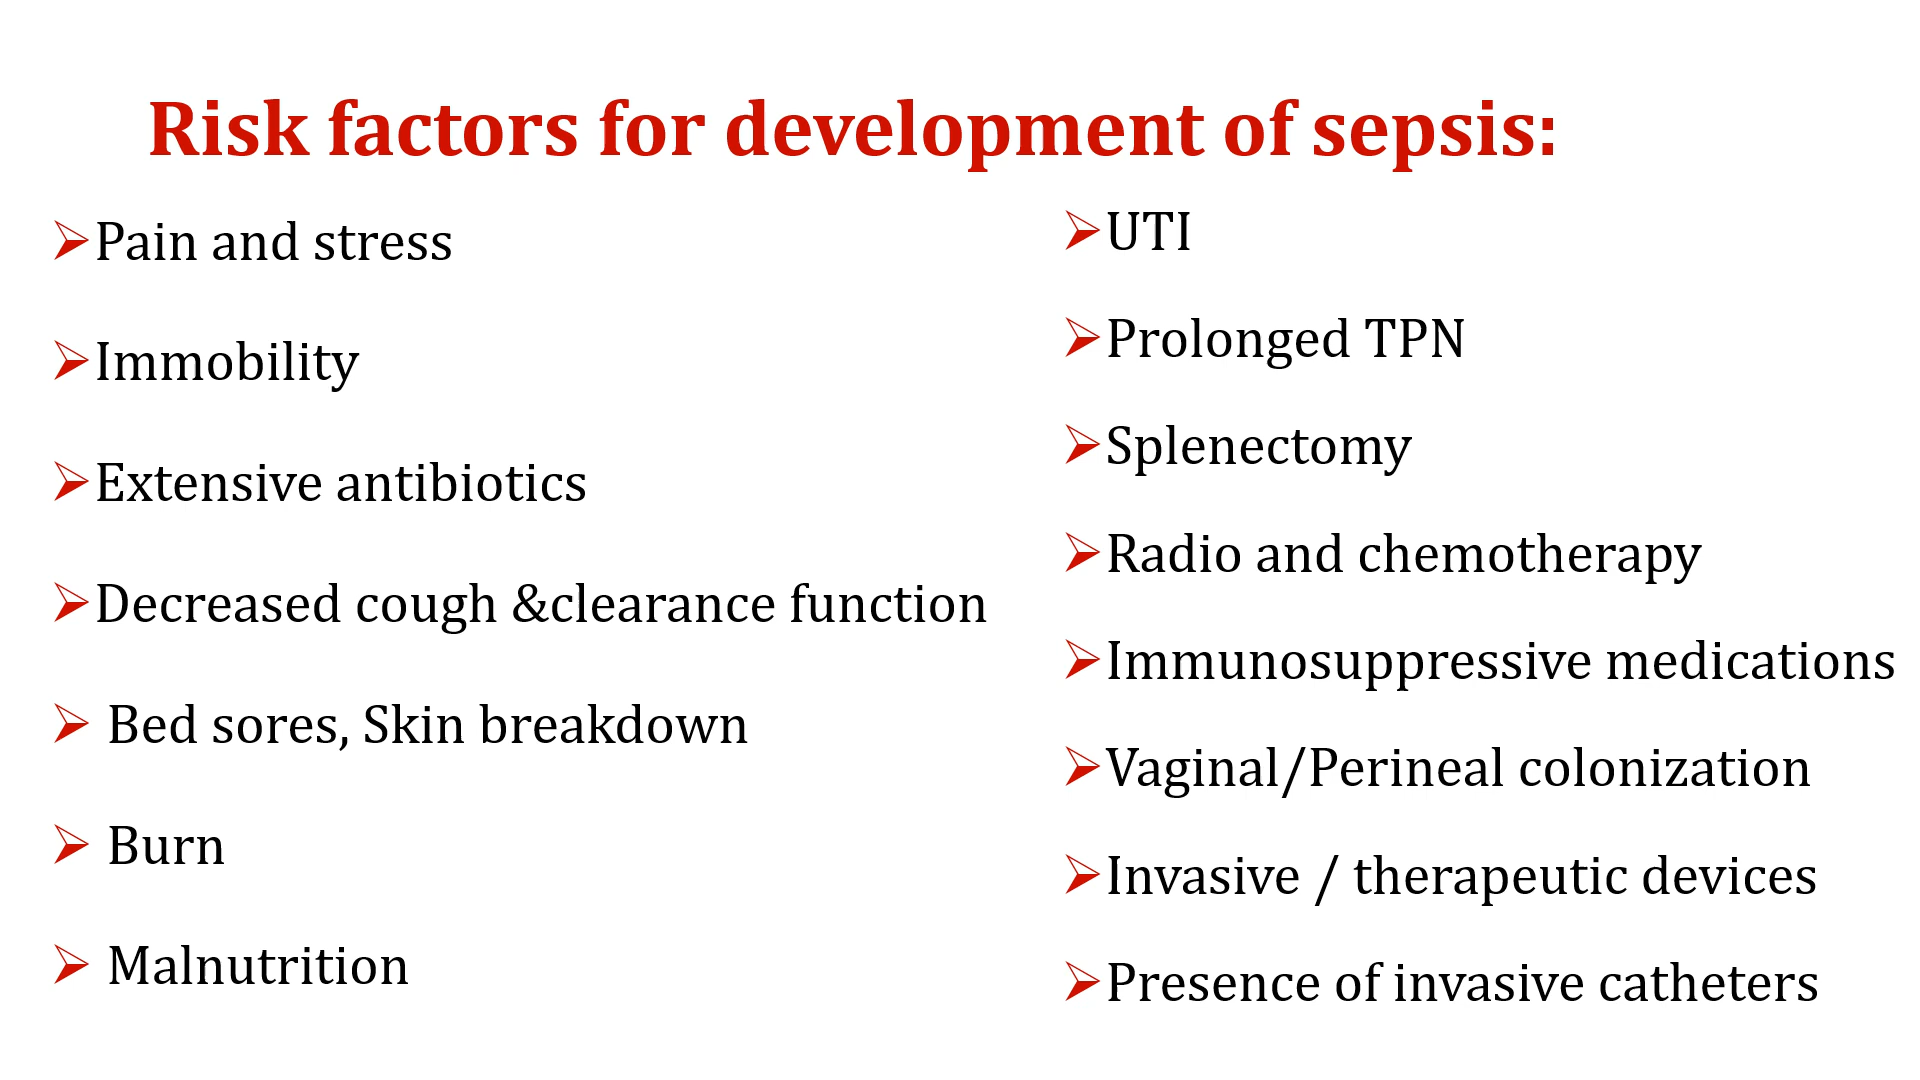 Risk factors for development of sepsis:
Pain and stress
Immobility
Extensive antibiotics
Decreased cough &clearance function
Bed sores, Skin breakdown
Burn
Malnutrition
UTI
Prolonged TPN
Splenectomy
Radio and chemotherapy
Immunosuppressive medications
Vaginal/Perineal colonization
Invasive / therapeutic devices
Presence of invasive catheters